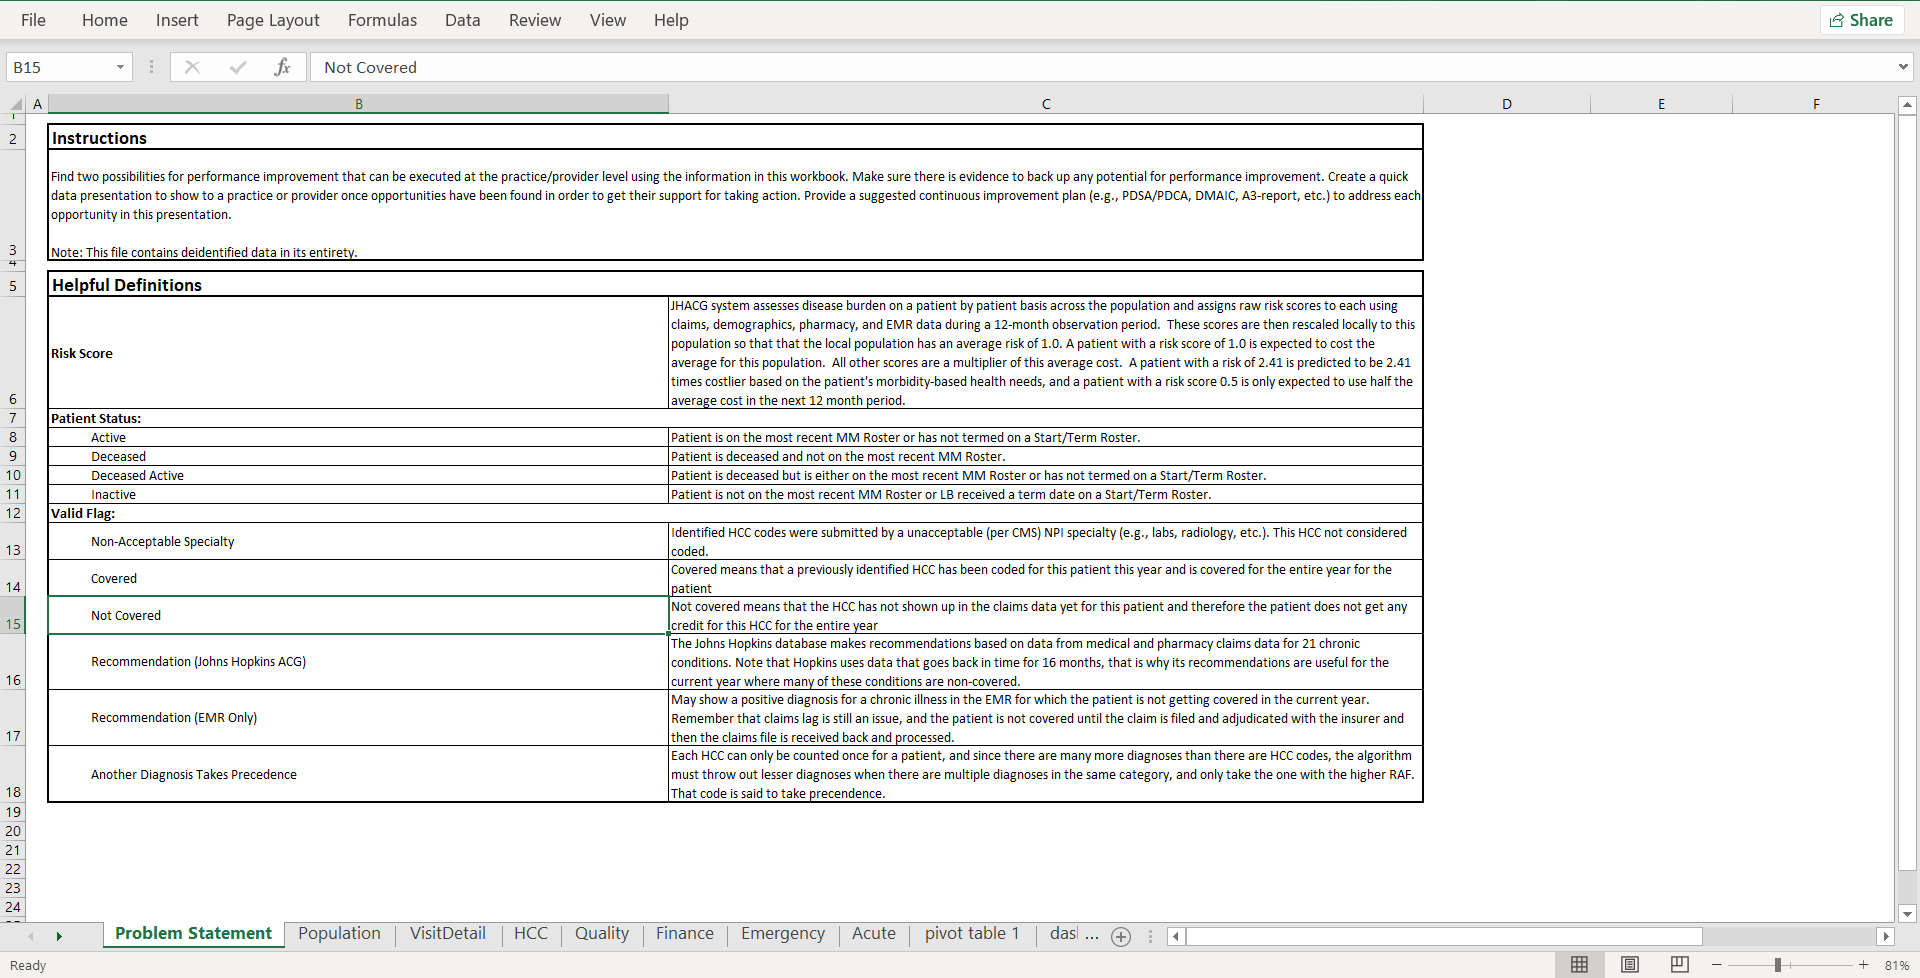 File Home Insert Page Layout Formulas Data Review View Help Share
B15 fx Not Covered
A B C D E F
1
2 Instructions
Find two possibilities for performance improvement that can be executed at the practice/provider level using the information in this workbook. Make sure there is evidence to back up any potential for performance improvement. Create a quick
data presentation to show to a practice or provider once opportunities have been found in order to get their support for taking action. Provide a suggested continuous improvement plan (e.g., PDSA/PDCA, DMAIC, A3-report, etc.) to address each
opportunity in this presentation.
3 Note: This file contains deidentified data in its entirety.
4
5 Helpful Definitions
JHACG system assesses disease burden on a patient by patient basis across the population and assigns raw risk scores to each using
claims, demographics, pharmacy, and EMR data during a 12-month observation period.  These scores are then rescaled locally to this
population so that that the local population has an average risk of 1.0. A patient with a risk score of 1.0 is expected to cost the
Risk Score
average for this population.  All other scores are a multiplier of this average cost.  A patient with a risk of 2.41 is predicted to be 2.41
times costlier based on the patient's morbidity-based health needs, and a patient with a risk score 0.5 is only expected to use half the
6 average cost in the next 12 month period.
7 Patient Status:
8 Active Patient is on the most recent MM Roster or has not termed on a Start/Term Roster.
9 Deceased Patient is deceased and not on the most recent MM Roster.
10 Deceased Active Patient is deceased but is either on the most recent MM Roster or has not termed on a Start/Term Roster.
11 Inactive Patient is not on the most recent MM Roster or LB received a term date on a Start/Term Roster.
12 Valid Flag:
Non-Acceptable Specialty Identified HCC codes were submitted by a unacceptable (per CMS) NPI specialty (e.g., labs, radiology, etc.). This HCC not considered
13 coded.
Covered Covered means that a previously identified HCC has been coded for this patient this year and is covered for the entire year for the
14 patient
Not Covered Not covered means that the HCC has not shown up in the claims data yet for this patient and therefore the patient does not get any
15 credit for this HCC for the entire year
The Johns Hopkins database makes recommendations based on data from medical and pharmacy claims data for 21 chronic
Recommendation (Johns Hopkins ACG) conditions. Note that Hopkins uses data that goes back in time for 16 months, that is why its recommendations are useful for the
16 current year where many of these conditions are non-covered.
May show a positive diagnosis for a chronic illness in the EMR for which the patient is not getting covered in the current year.
Recommendation (EMR Only) Remember that claims lag is still an issue, and the patient is not covered until the claim is filed and adjudicated with the insurer and
17 then the claims file is received back and processed.
Each HCC can only be counted once for a patient, and since there are many more diagnoses than there are HCC codes, the algorithm
Another Diagnosis Takes Precedence must throw out lesser diagnoses when there are multiple diagnoses in the same category, and only take the one with the higher RAF.
18 That code is said to take precendence.
19
20
21
22
23
24
Problem Statement Population VisitDetail HCC Quality Finance Emergency Acute pivot table 1 das ...
Ready 81%